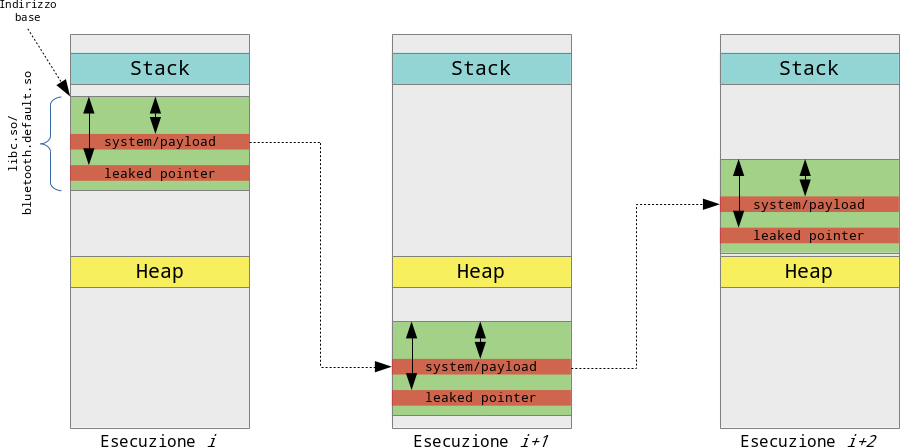 Indirizzo
base
libc.so/
bluetooth.default.so
Stack
system/payload
leaked pointer
Heap
Esecuzione i
Stack
Heap
system/payload
leaked pointer
Esecuzione i+1
Stack
system/payload
leaked pointer
Heap
Esecuzione i+2